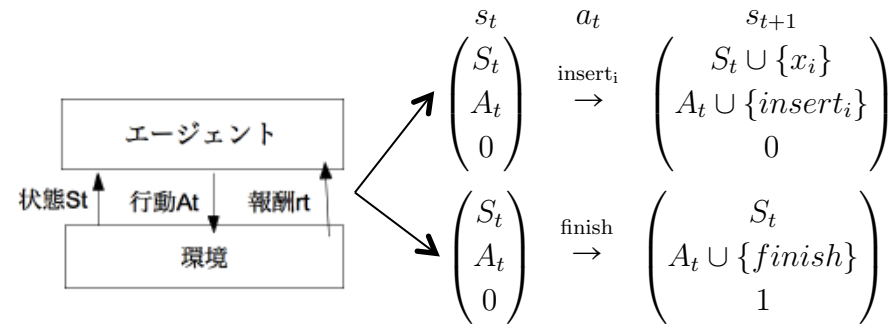 エージェント
状態St 行動At 報酬rt
環境
s_t a_t s_{t+1}
S_t S_t ∪ {x_i}
A_t insert_i → A_t ∪ {insert_i}
0 0
S_t S_t
A_t finish → A_t ∪ {finish}
0 1